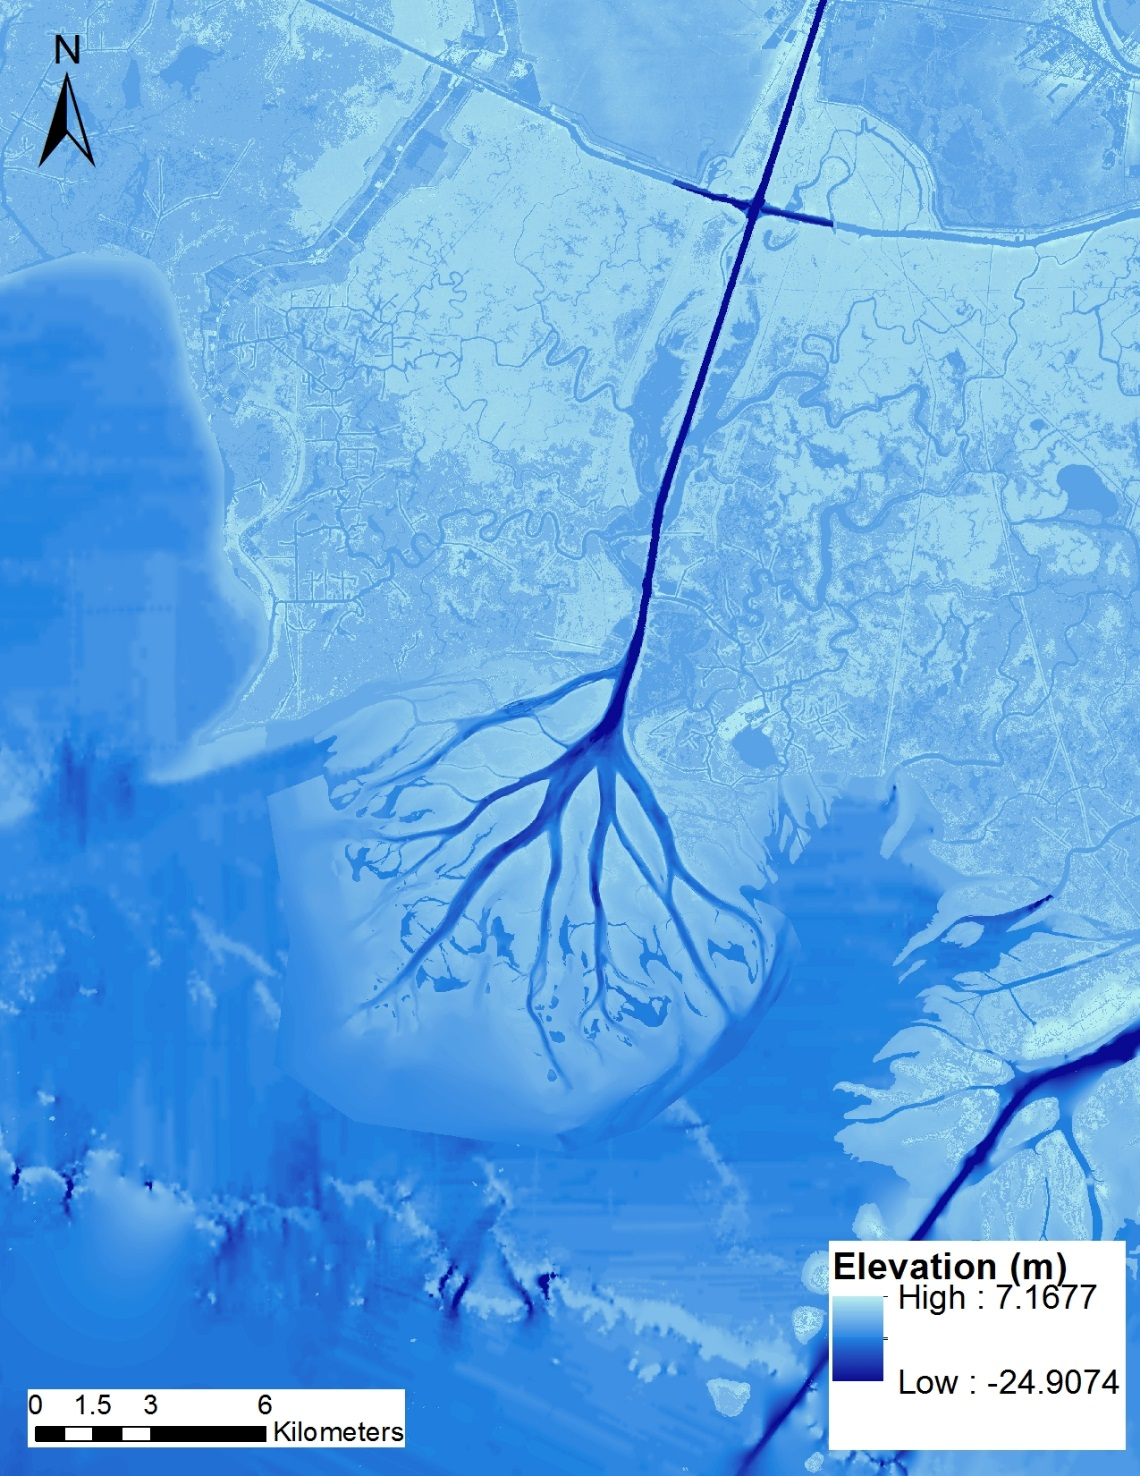 N
Elevation (m)
High : 7.1677
Low : -24.9074
0 1.5 3 6
Kilometers